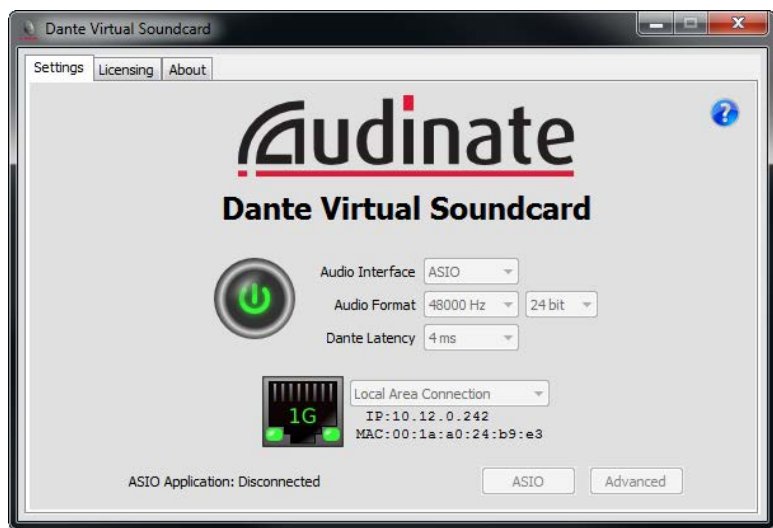 Dante Virtual Soundcard
Settings Licensing About
Audinate
?
Dante Virtual Soundcard
Audio Interface ASIO
Audio Format 48000 Hz 24 bit
Dante Latency 4 ms
Local Area Connection
1G
IP:10.12.0.242
MAC:00:1a:a0:24:b9:e3
ASIO Application: Disconnected ASIO Advanced